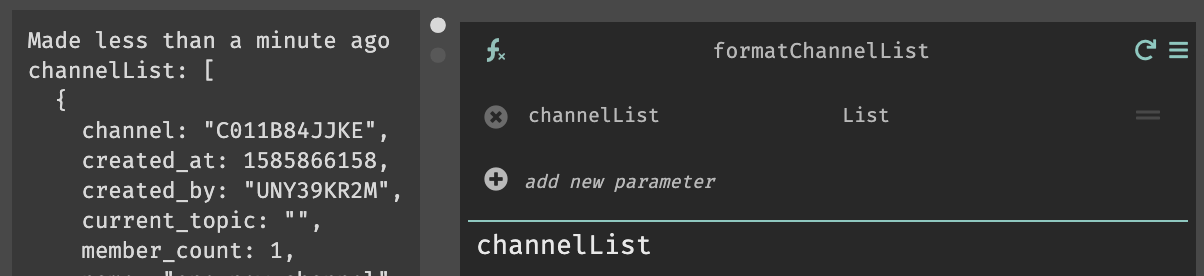 Made less than a minute ago
channelList: [
{
channel: "C011B84JJKE",
created_at: 1585866158,
created_by: "UNY39KR2M",
current_topic: "",
member_count: 1,
fx
formatChannelList
channelList List
add new parameter
channelList